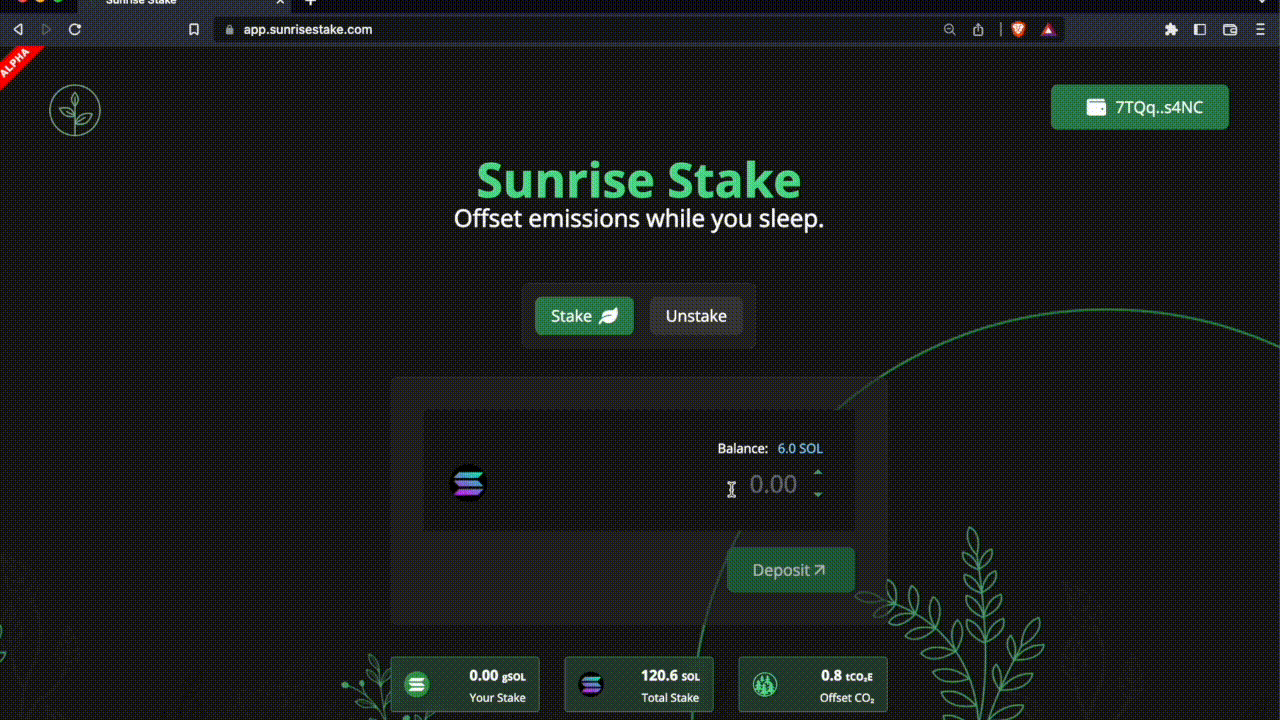 Sunrise Stake
app.sunrisestake.com
ALPHA
7TQq..s4NC
Sunrise Stake
Offset emissions while you sleep.
Stake
Unstake
Balance: 6.0 SOL
0.00
Deposit
0.00 gSOL
Your Stake
120.6 SOL
Total Stake
0.8 tCO₂E
Offset CO₂